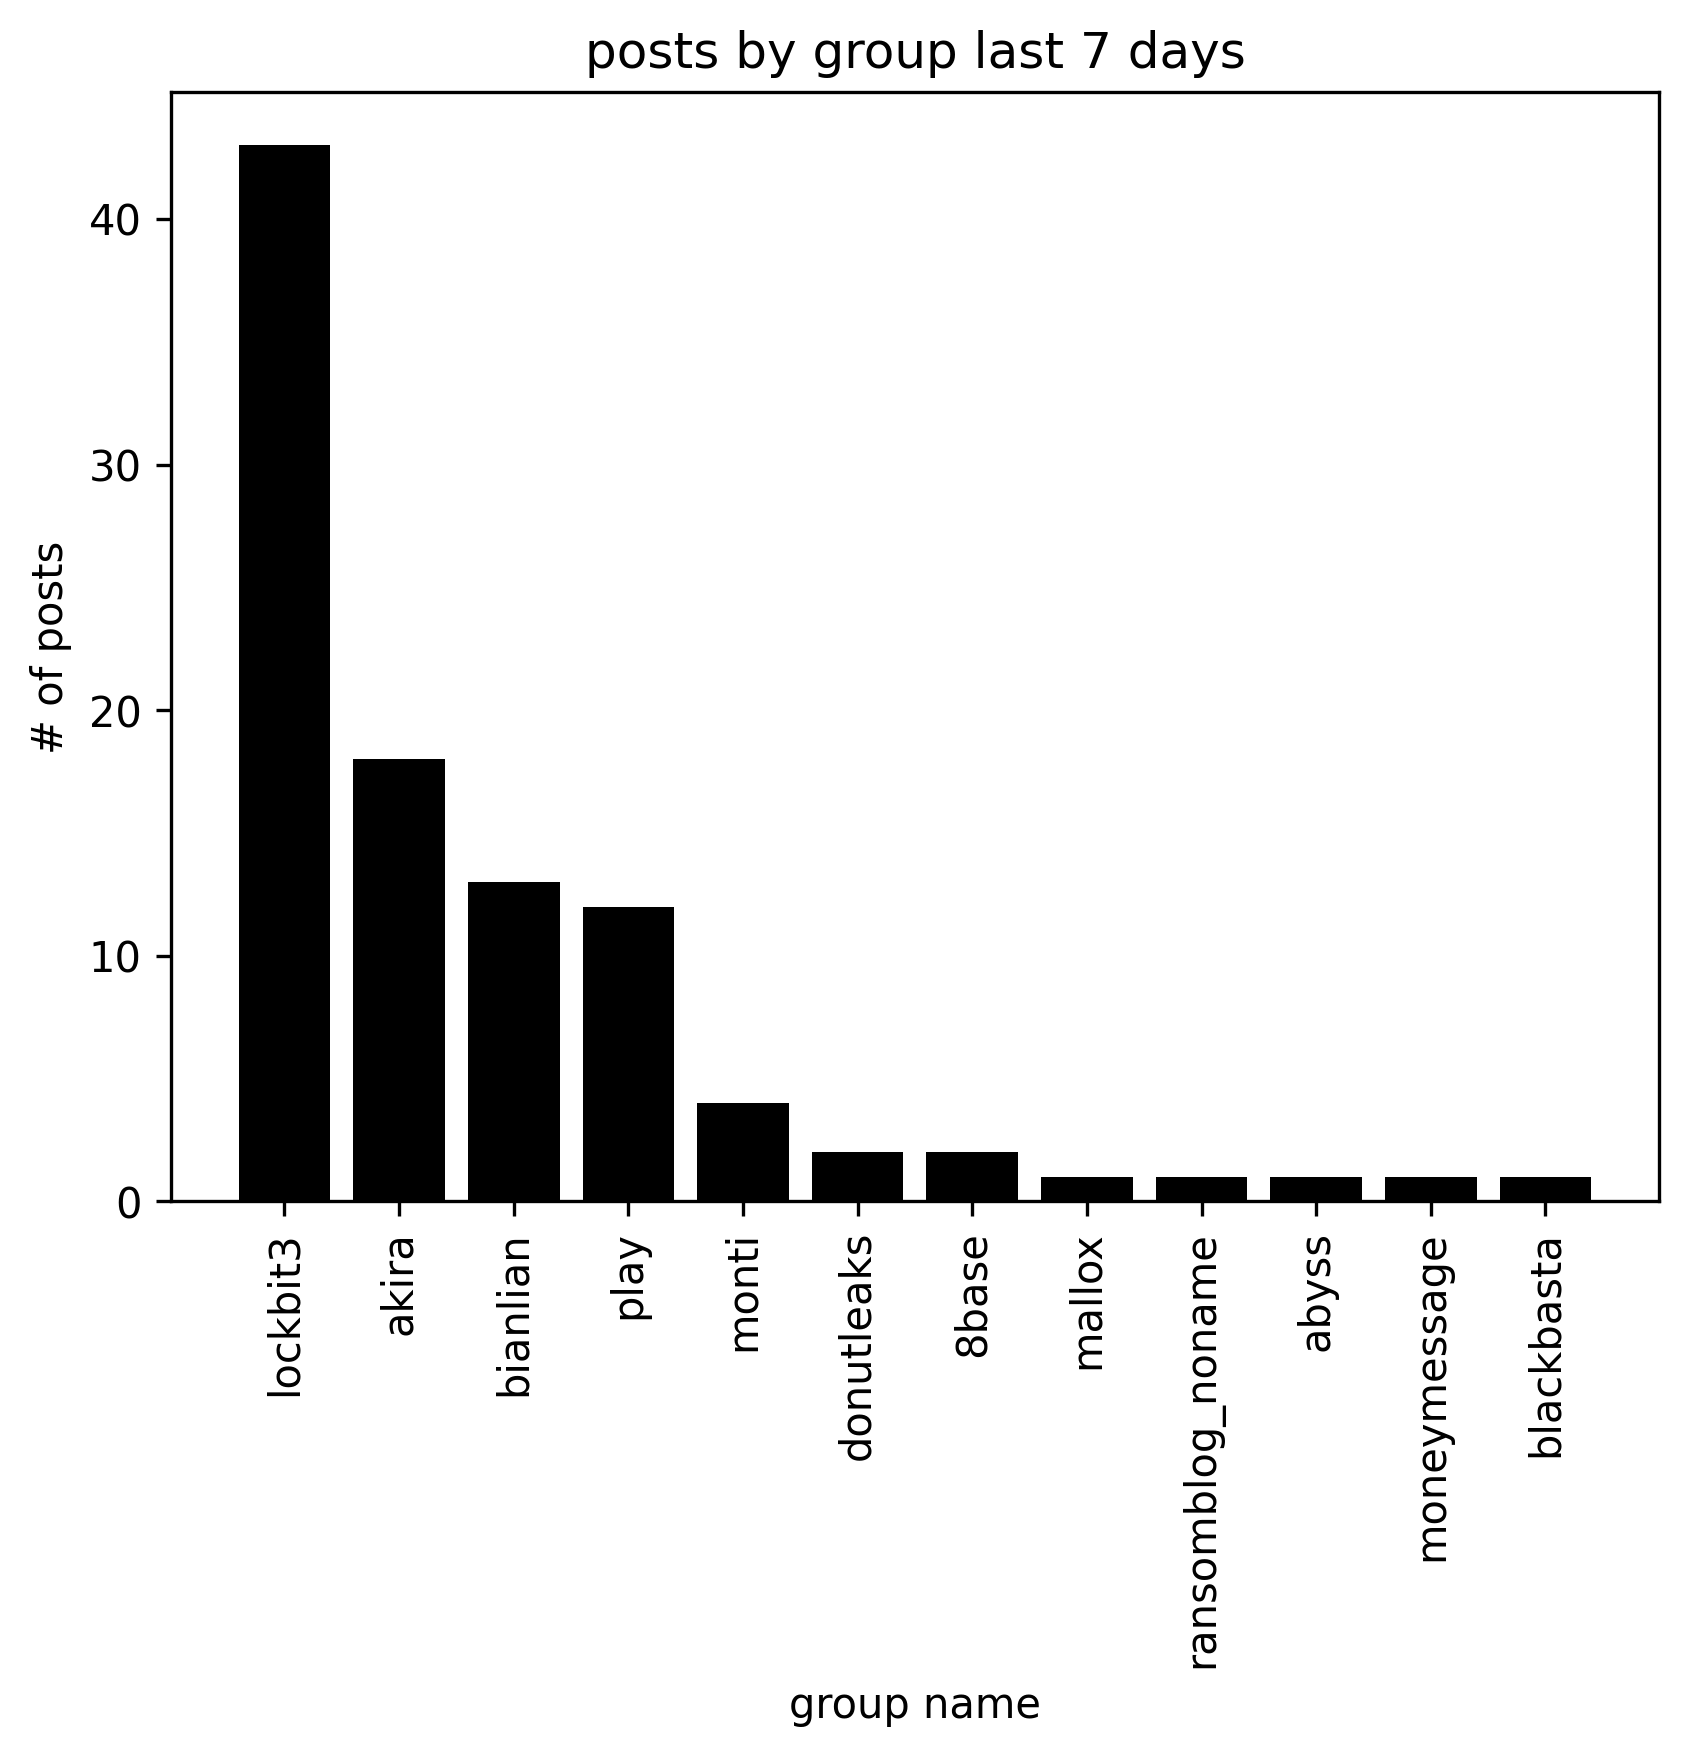 posts by group last 7 days
# of posts
40
30
20
10
0
lockbit3
akira
bianlian
play
monti
donutleaks
8base
mallox
ransomblog_noname
abyss
moneymessage
blackbasta
group name